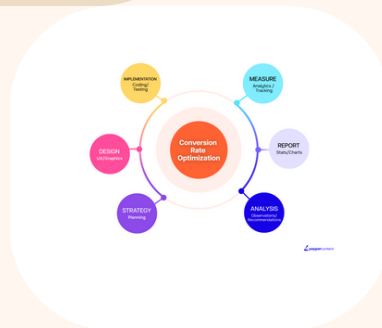 IMPLEMENTATION
Coding/
Testing
MEASURE
Analytics /
Tracking
DESIGN
UX/Graphics
Conversion
Rate
Optimization
REPORT
Stats/Charts
STRATEGY
Planning
ANALYSIS
Observations/
Recommendations
peppercontent